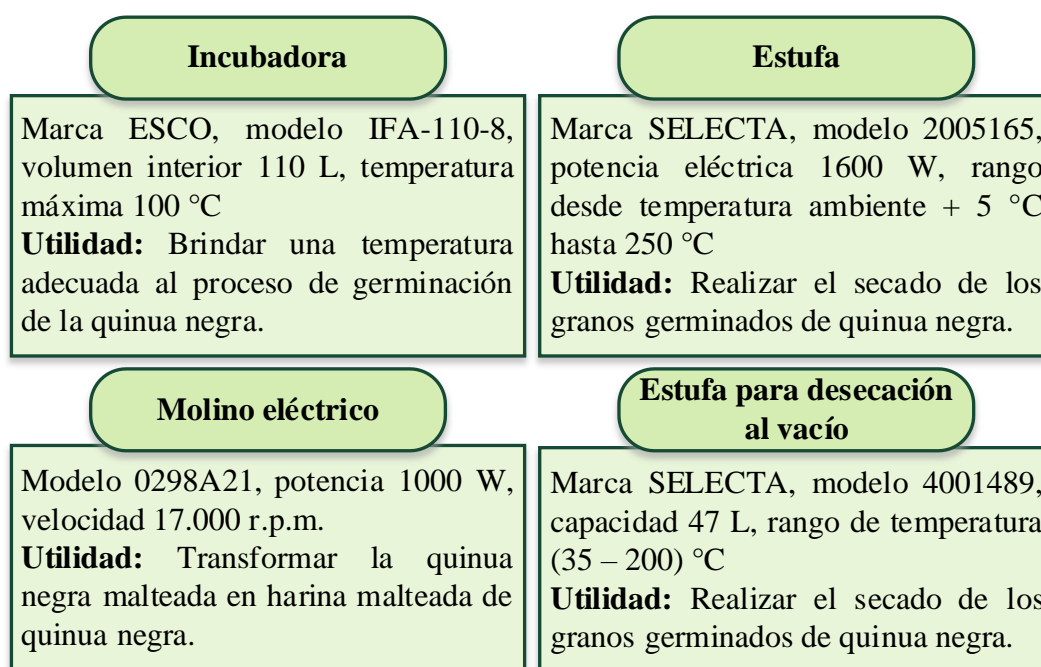 Incubadora
Marca ESCO, modelo IFA-110-8,
volumen interior 110 L, temperatura
máxima 100 °C
Utilidad: Brindar una temperatura
adecuada al proceso de germinación
de la quinua negra.
Estufa
Marca SELECTA, modelo 2005165,
potencia eléctrica 1600 W, rango
desde temperatura ambiente + 5 °C
hasta 250 °C
Utilidad: Realizar el secado de los
granos germinados de quinua negra.
Molino eléctrico
Modelo 0298A21, potencia 1000 W,
velocidad 17.000 r.p.m.
Utilidad: Transformar la quinua
negra malteada en harina malteada de
quinua negra.
Estufa para desecación
al vacío
Marca SELECTA, modelo 4001489,
capacidad 47 L, rango de temperatura
(35 – 200) °C
Utilidad: Realizar el secado de los
granos germinados de quinua negra.